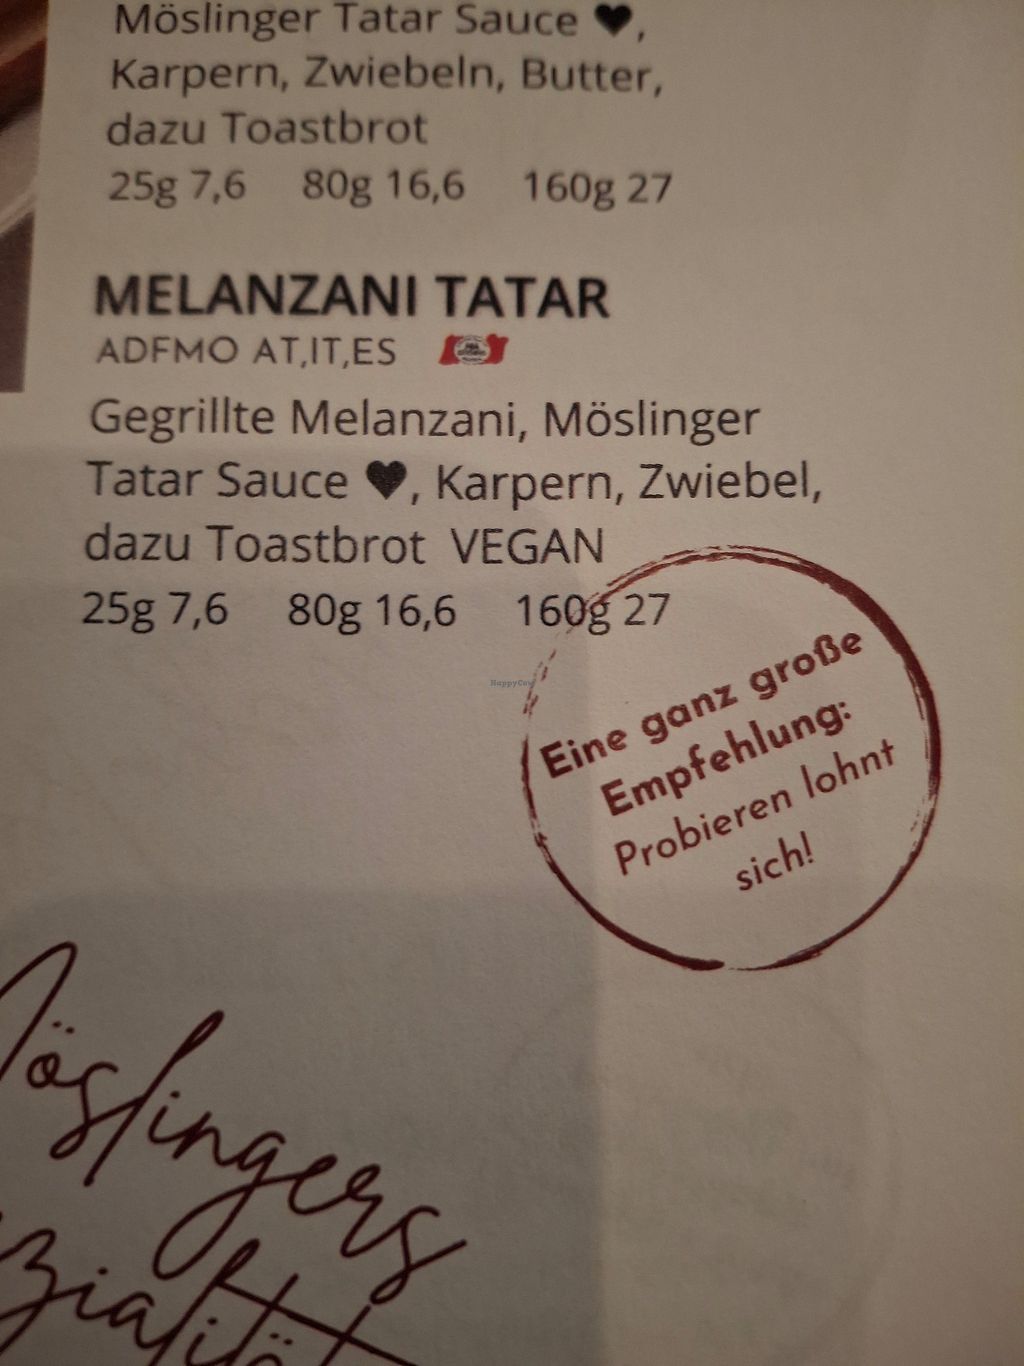 Möslinger Tatar Sauce ♥,
Karpern, Zwiebeln, Butter,
dazu Toastbrot
25g 7,6 80g 16,6 160g 27
MELANZANI TATAR
ADFMO AT,IT,ES
Gegrillte Melanzani, Möslinger
Tatar Sauce ♥, Karpern, Zwiebel,
dazu Toastbrot VEGAN
25g 7,6 80g 16,6 160g 27
HappyCow
Eine ganz große
Empfehlung:
Probieren lohnt
sich!
öslingers